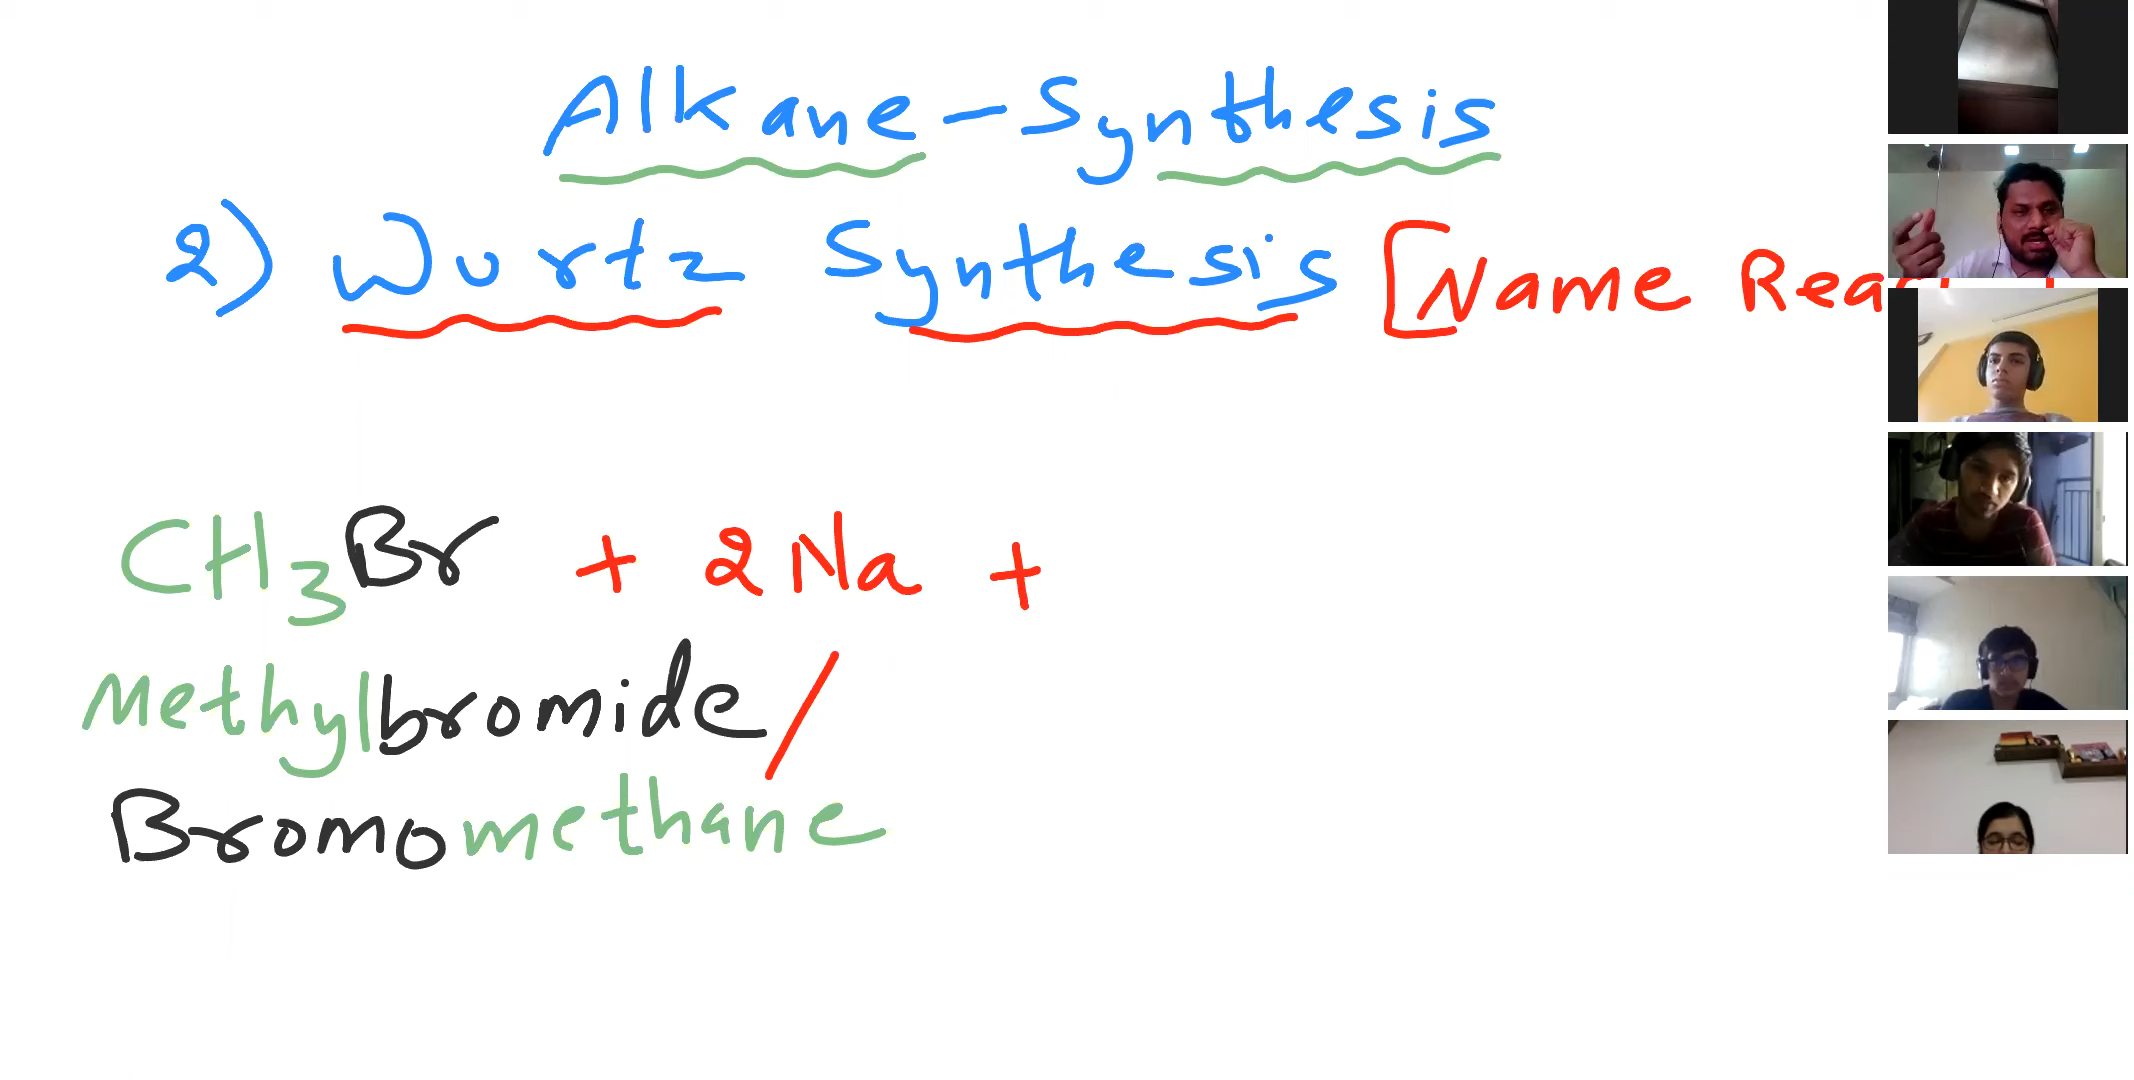 Alkane-Synthesis
2) Wurtz Synthesis [Name
CH3Br + 2Na +
Methylbromide/
Bromomethane